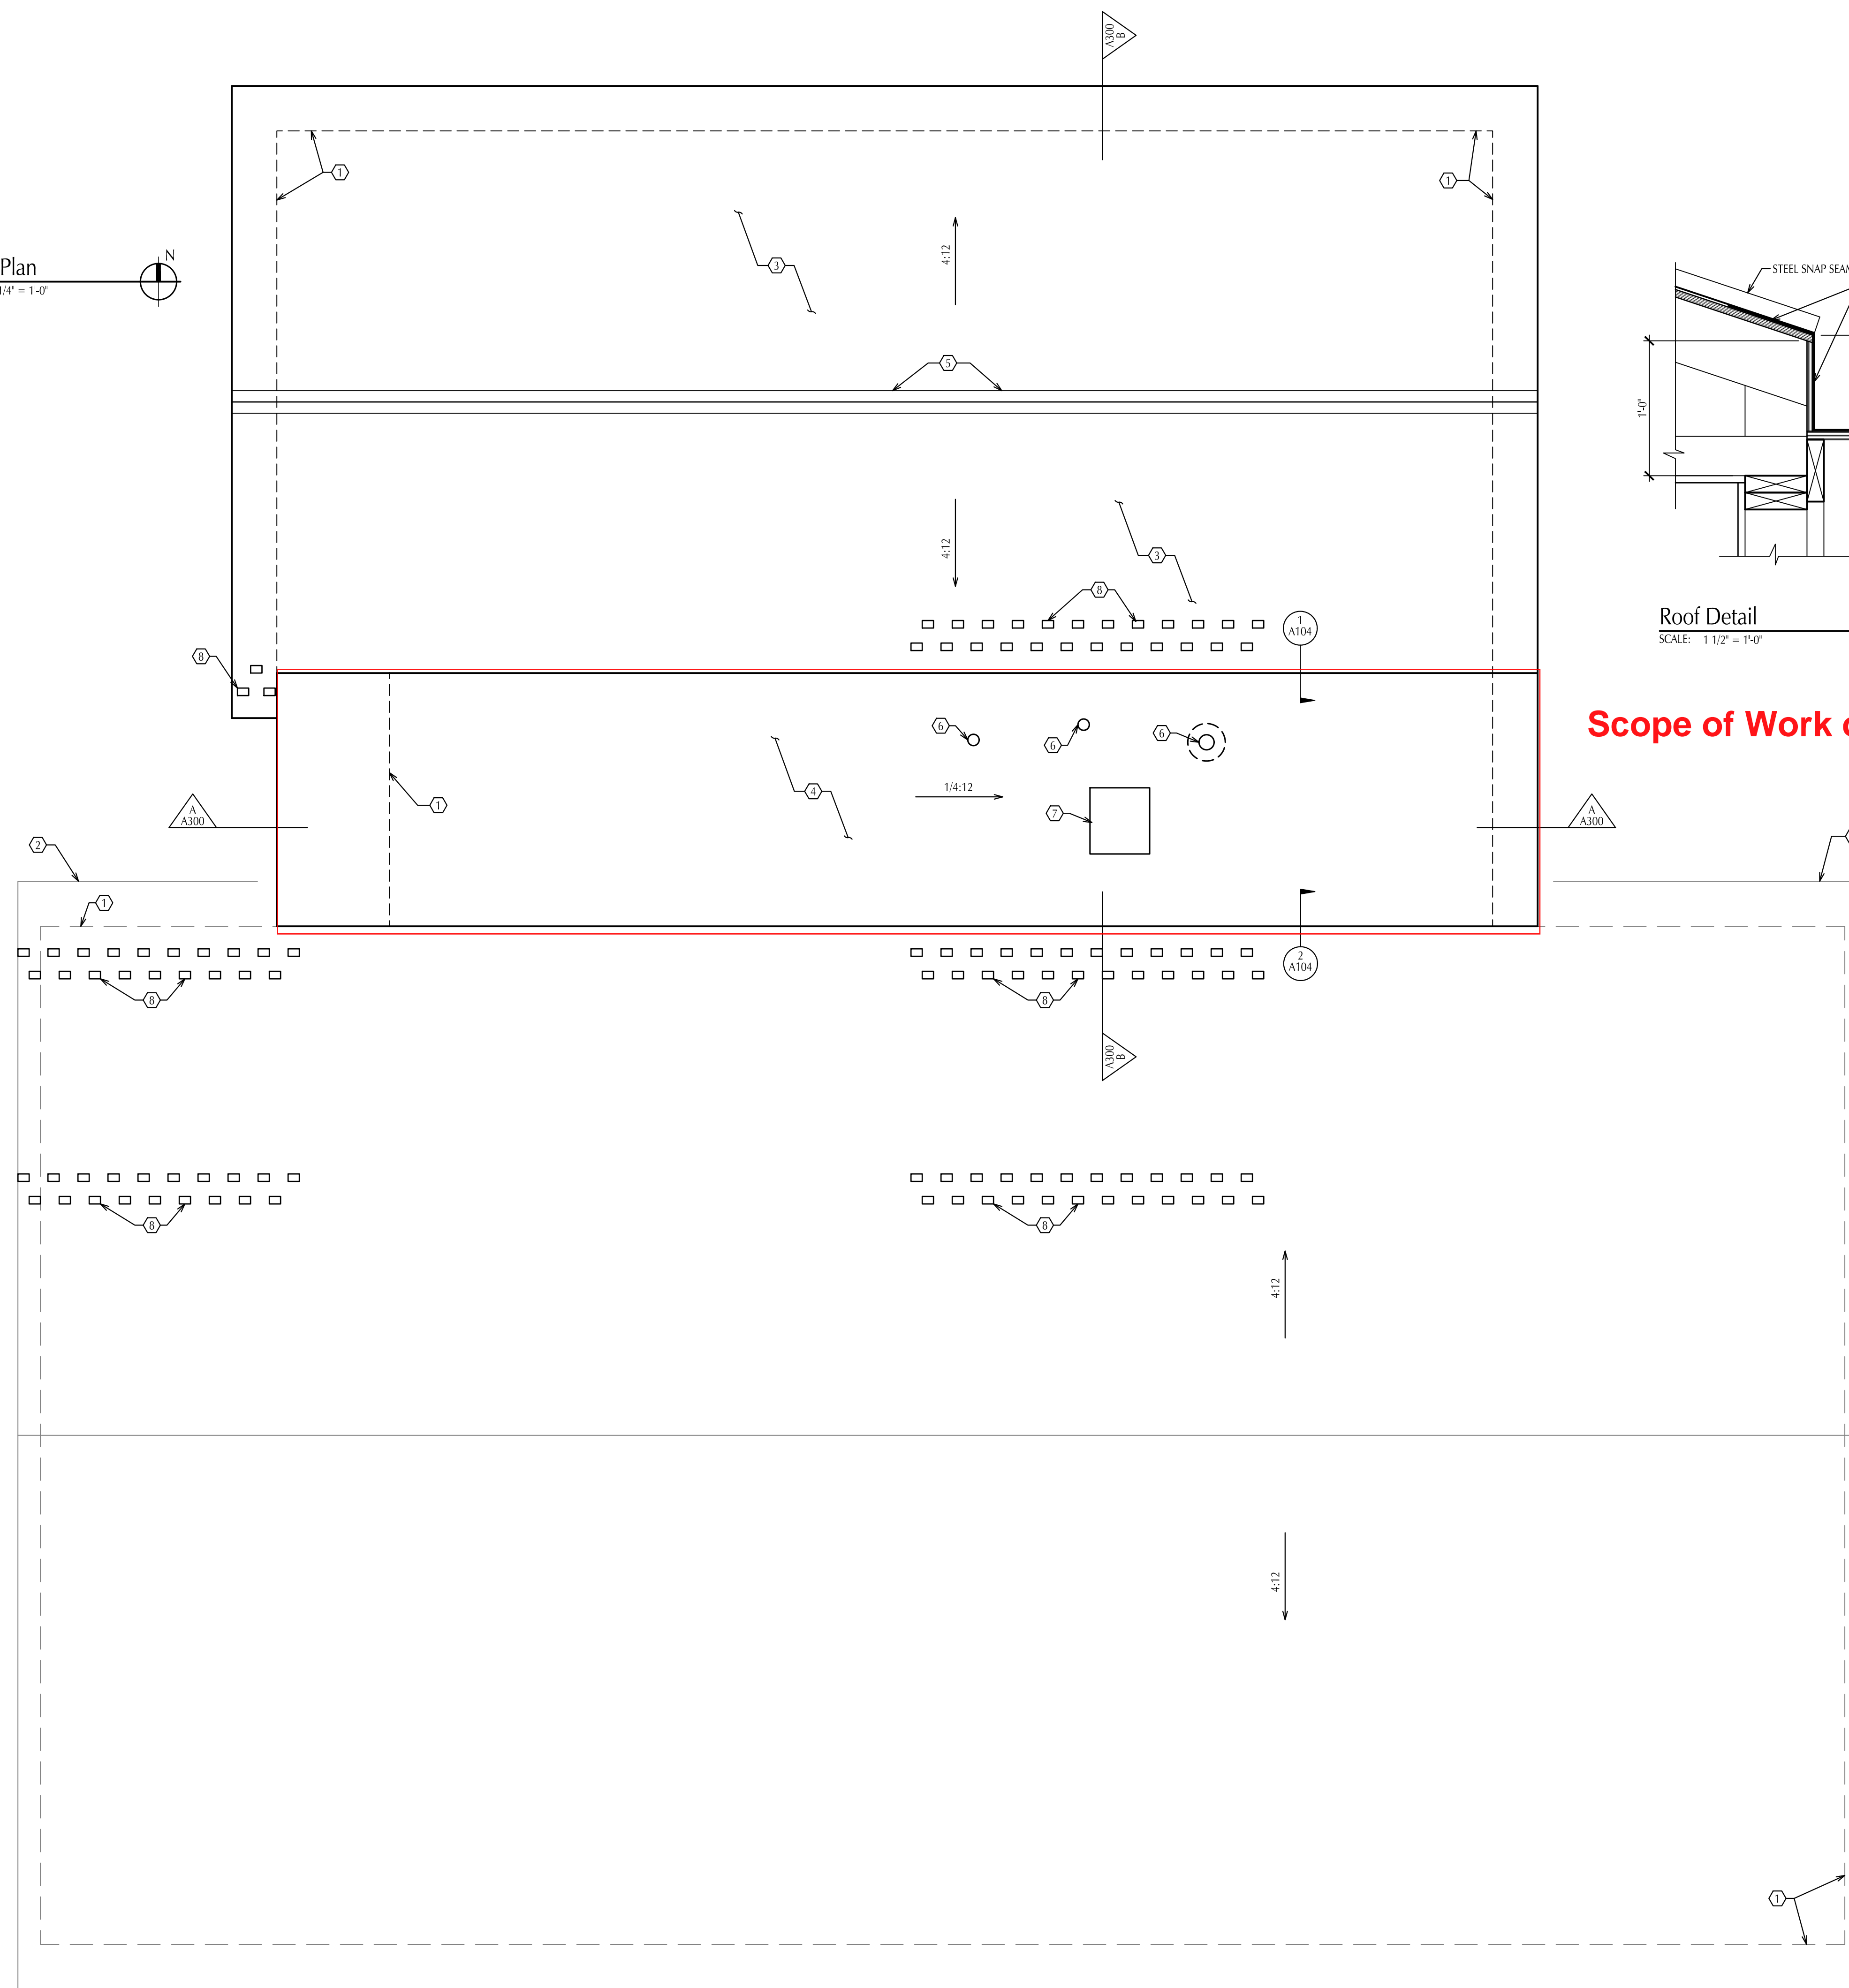 A300
B
1
1
N
Plan
1/4" = 1'-0"
3
4:12
STEEL SNAP SEAM
5
1'-0"
4:12
3
8
1
A104
Roof Detail
SCALE: 1 1/2" = 1'-0"
8
Scope of Work
6
6
6
4
1/4:12
1
7
A
A300
A
A300
2
1
8
8
2
A104
A300
B
8
8
4:12
4:12
1